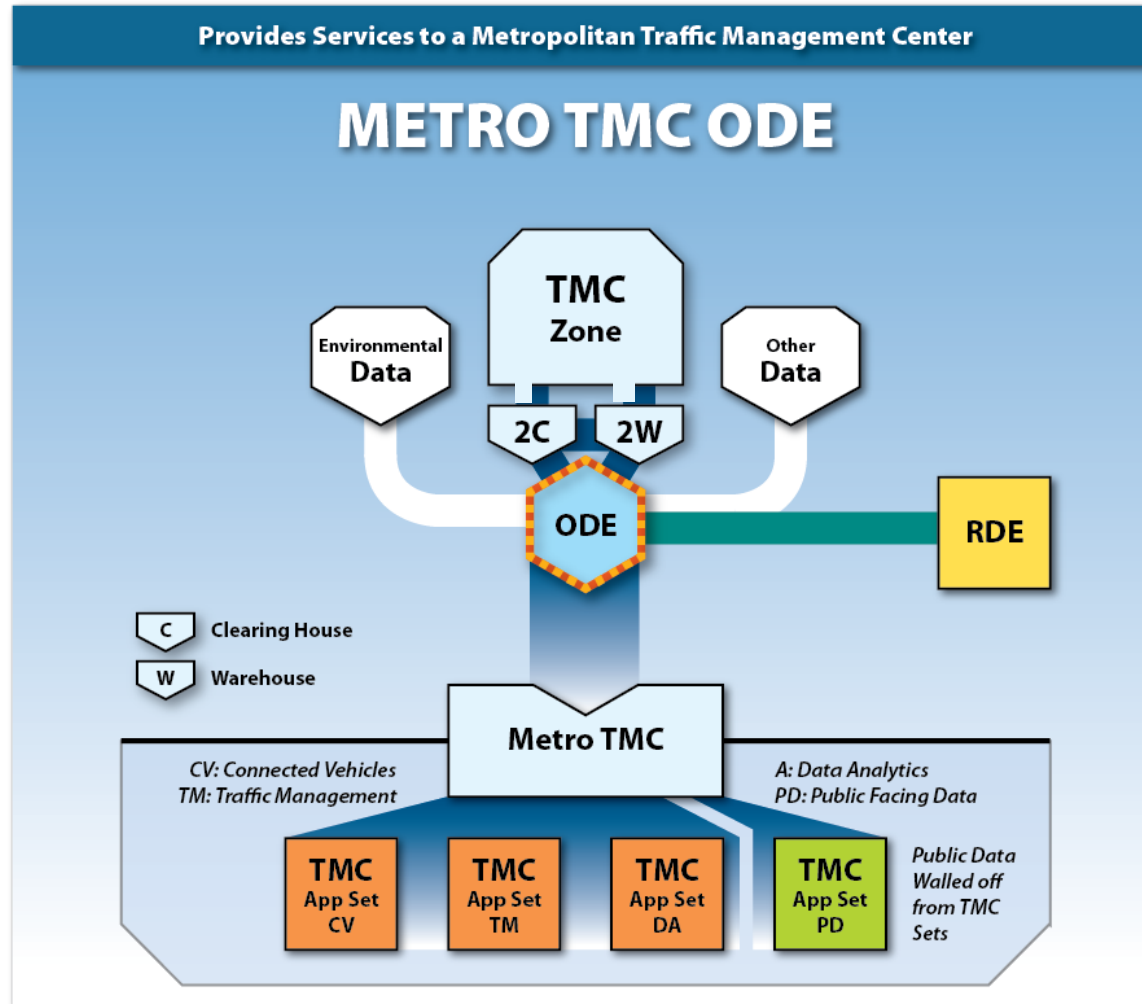 Provides Services to a Metropolitan Traffic Management Center
METRO TMC ODE
TMC
Zone
Environmental
Data
Other
Data
2C
2W
ODE
RDE
C
Clearing House
W
Warehouse
Metro TMC
CV: Connected Vehicles
TM: Traffic Management
A: Data Analytics
PD: Public Facing Data
TMC
App Set
CV
TMC
App Set
TM
TMC
App Set
DA
TMC
App Set
PD
Public Data
Walled off
from TMC
Sets